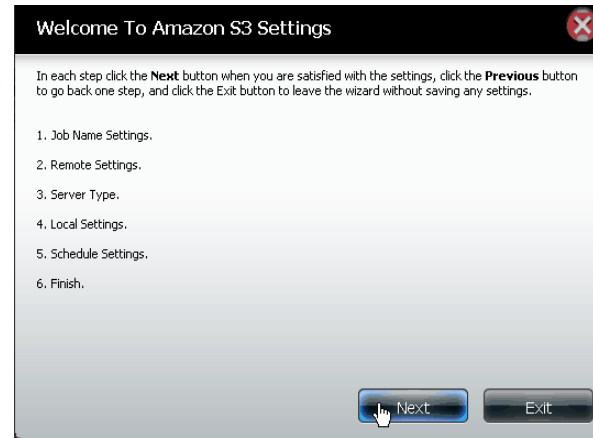 Welcome To Amazon S3 Settings
In each step click the Next button when you are satisfied with the settings, click the Previous button
to go back one step, and click the Exit button to leave the wizard without saving any settings.
1. Job Name Settings.
2. Remote Settings.
3. Server Type.
4. Local Settings.
5. Schedule Settings.
6. Finish.
Next
Exit